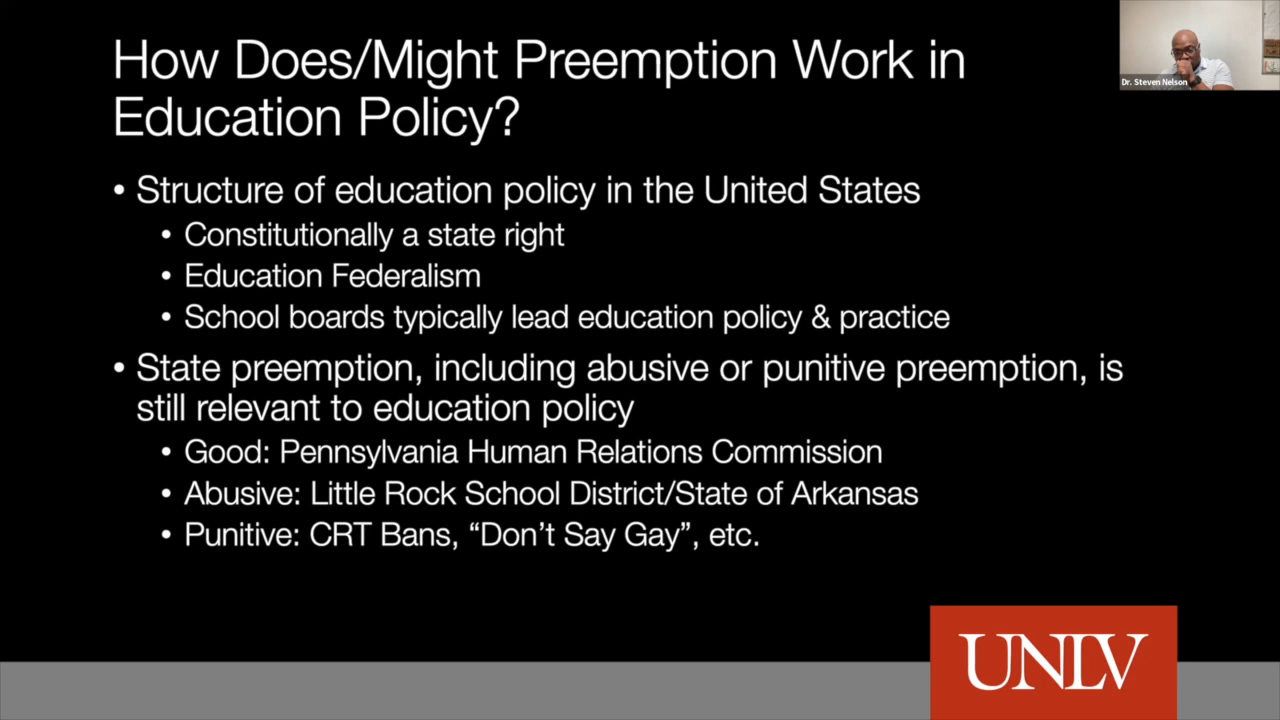 How Does/Might Preemption Work in
Education Policy?
Dr. Steven Nelson
• Structure of education policy in the United States
• Constitutionally a state right
• Education Federalism
• School boards typically lead education policy & practice
• State preemption, including abusive or punitive preemption, is
still relevant to education policy
• Good: Pennsylvania Human Relations Commission
• Abusive: Little Rock School District/State of Arkansas
• Punitive: CRT Bans, “Don’t Say Gay”, etc.
UNLV